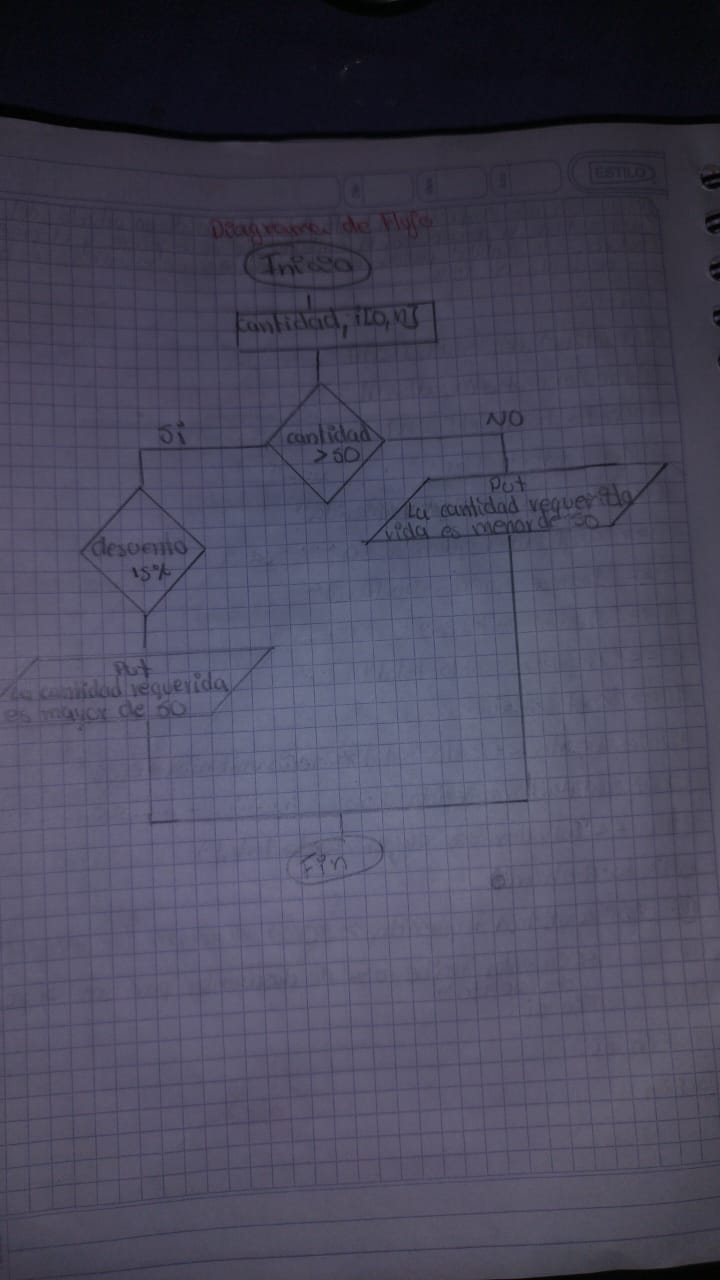 ESTILO
Diagrama de Flujo
Inicio
Cantidad, i[0,n]
Si
cantidad
>50
NO
Put
La cantidad requerida
rida es menor de 50
descuento
15%
Put
La cantidad requerida
es mayor de 50
Fin